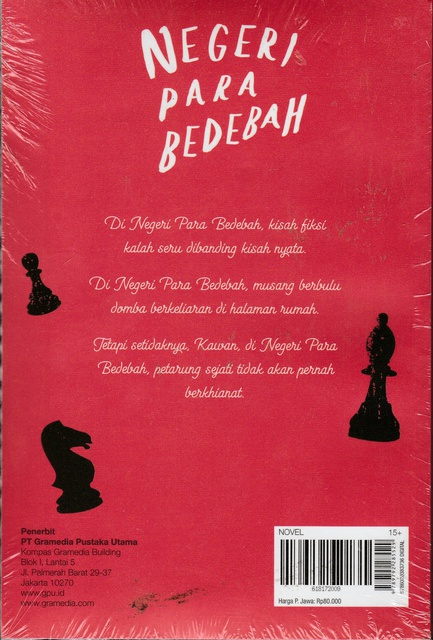 NEGERI
PARA
BEDEBAH
Di Negeri Para Bedebah, kisah fiksi
kalah seru dibanding kisah nyata.
Di Negeri Para Bedebah, musang berbulu
domba berkeliaran di halaman rumah.
Tetapi setidaknya, Kawan, di Negeri Para
Bedebah, petarung sejati tidak akan pernah
berkhianat.
Penerbit
PT Gramedia Pustaka Utama
Kompas Gramedia Building
Blok I, Lantai 5
Jl. Palmerah Barat 29-37
Jakarta 10270
www.gpu.id
www.gramedia.com
NOVEL 15+
618172009
Harga P. Jawa: Rp80.000
DIGITAL